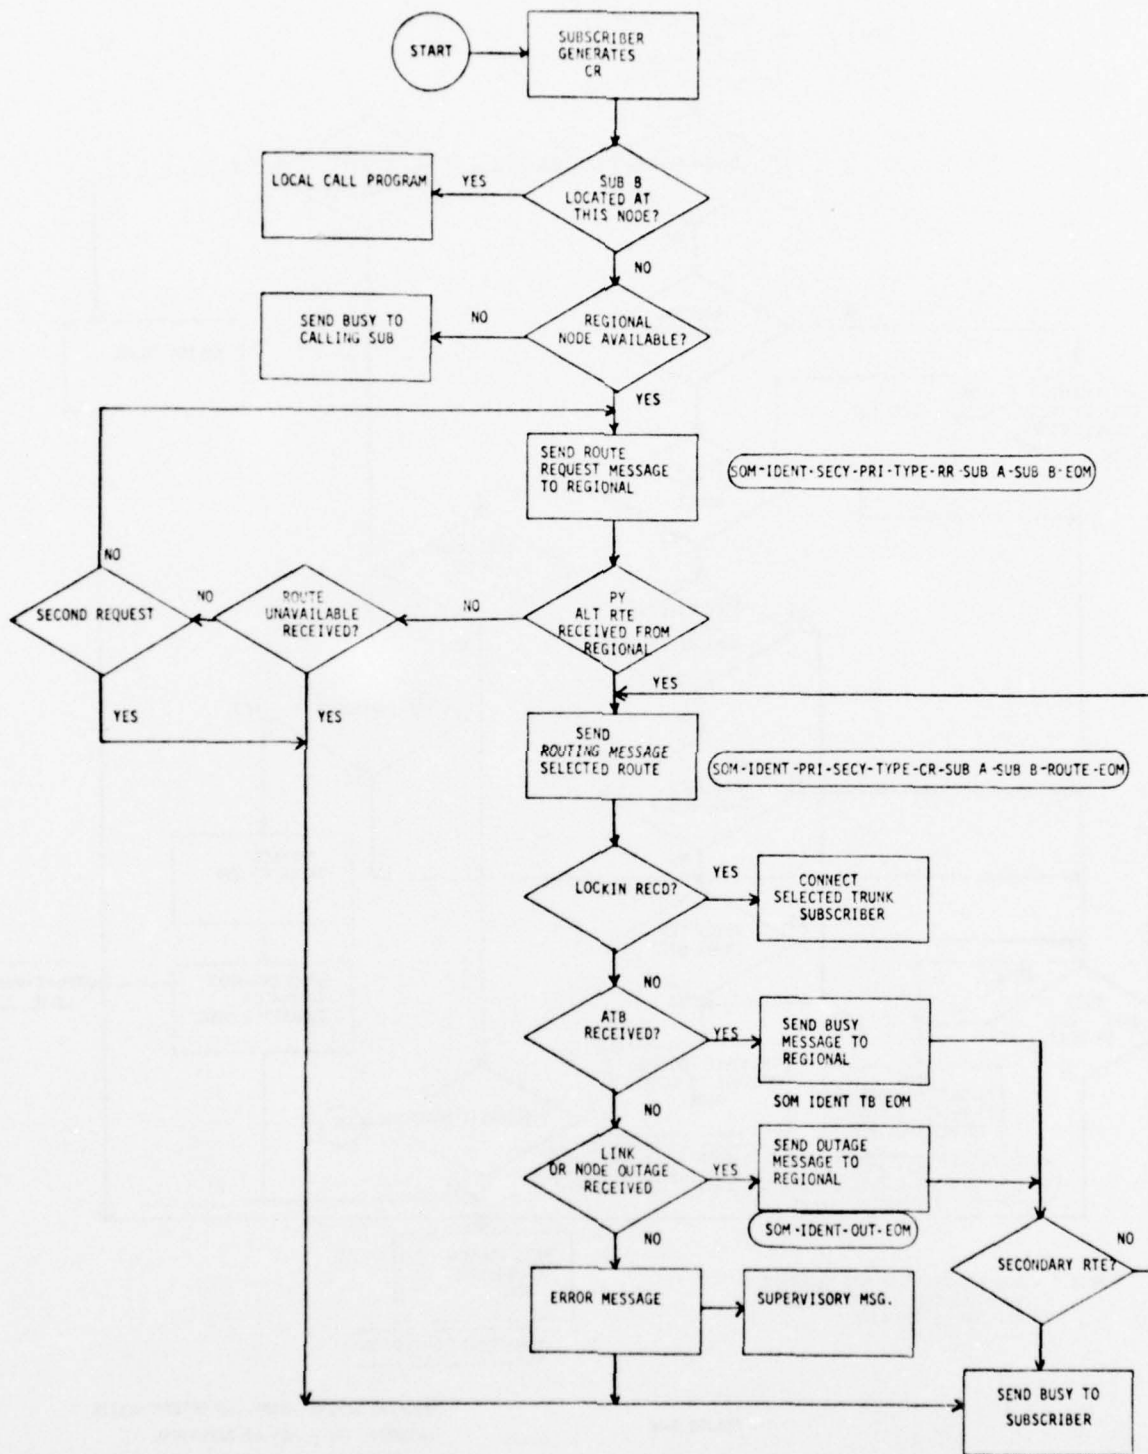 START
SUBSCRIBER
GENERATES
CR
LOCAL CALL PROGRAM
YES
SUB B
LOCATED AT
THIS NODE?
NO
SEND BUSY TO
CALLING SUB
NO
REGIONAL
NODE AVAILABLE?
YES
SEND ROUTE
REQUEST MESSAGE
TO REGIONAL
SOM-IDENT-SECY-PRI-TYPE-RR-SUB A-SUB B-EOM
NO
SECOND REQUEST
NO
ROUTE
UNAVAILABLE
RECEIVED?
NO
PY
ALT RTE
RECEIVED FROM
REGIONAL
YES
YES
YES
SEND
ROUTING MESSAGE
SELECTED ROUTE
SOM-IDENT-PRI-SECY-TYPE-CR-SUB A-SUB B-ROUTE-EOM
LOCKIN RECD?
YES
CONNECT
SELECTED TRUNK
SUBSCRIBER
NO
ATB
RECEIVED?
YES
SEND BUSY
MESSAGE TO
REGIONAL
SOM IDENT TB EOM
NO
LINK
OR NODE OUTAGE
RECEIVED
YES
SEND OUTAGE
MESSAGE TO
REGIONAL
SOM-IDENT-OUT-EOM
NO
SECONDARY RTE?
NO
ERROR MESSAGE
SUPERVISORY MSG.
SEND BUSY TO
SUBSCRIBER